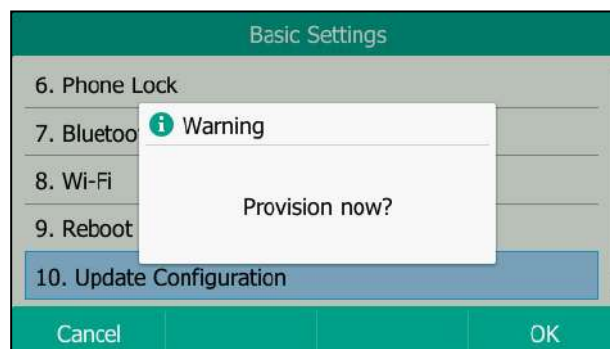 Basic Settings
6. Phone Lock
7. Bluetoo
Warning
8. Wi-Fi
Provision now?
9. Reboot
10. Update Configuration
Cancel OK